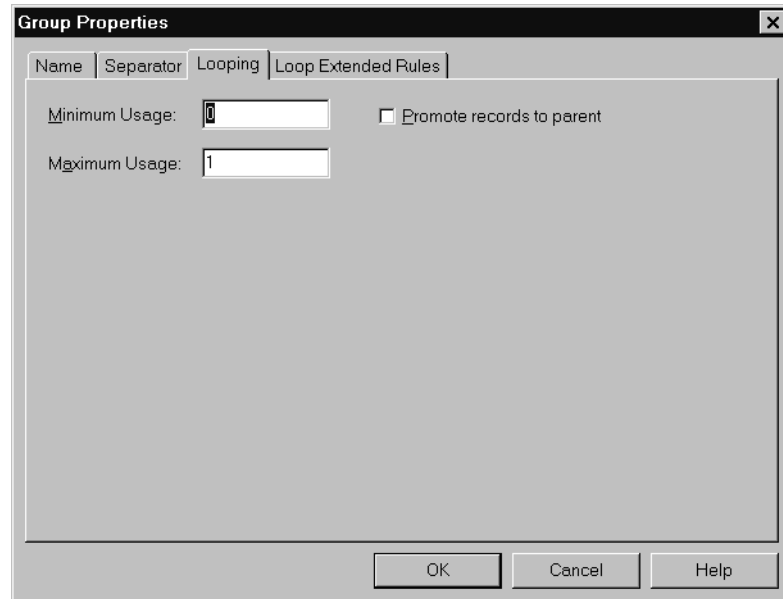 Group Properties
Name Separator Looping Loop Extended Rules
Minimum Usage: 0 Promote records to parent
Maximum Usage: 1
OK Cancel Help